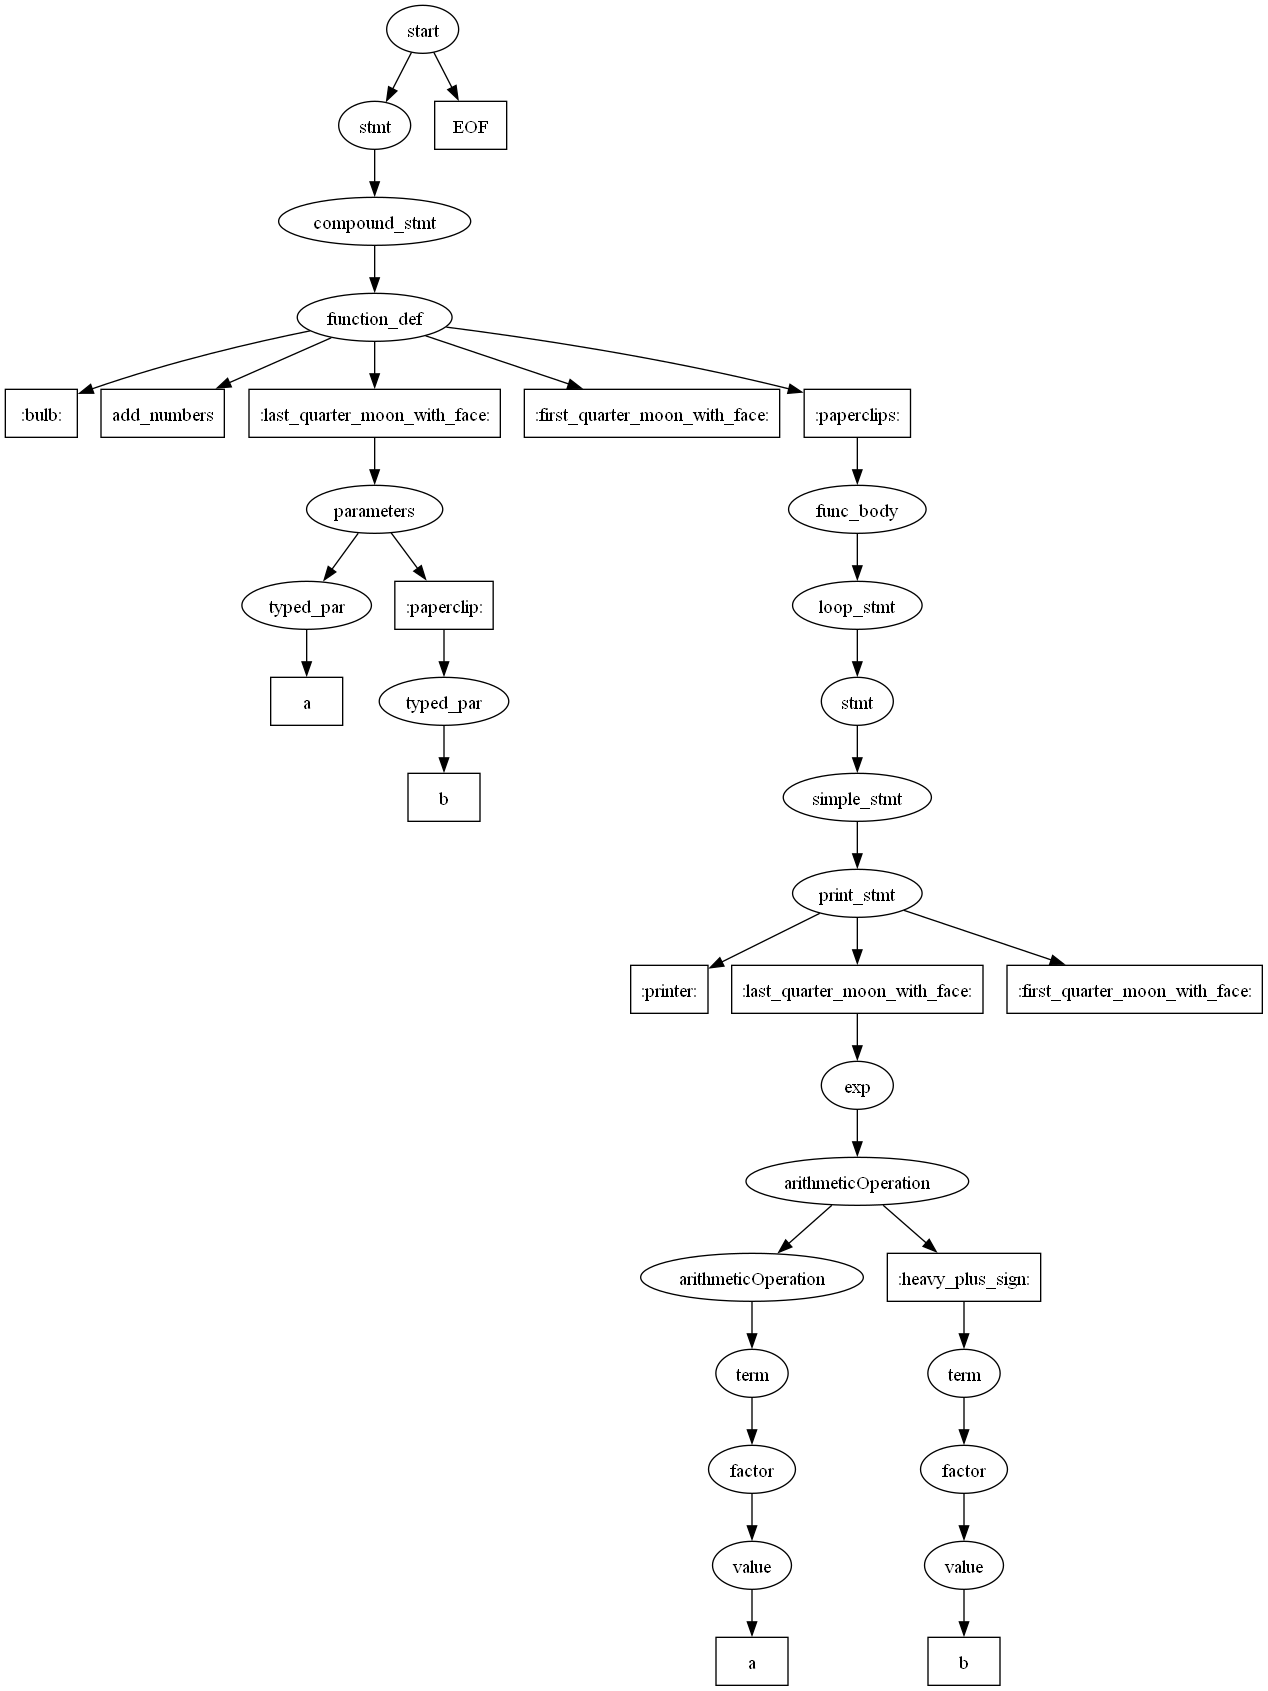 start
stmt
EOF
compound_stmt
function_def
:bulb:
add_numbers
:last_quarter_moon_with_face:
:first_quarter_moon_with_face:
:paperclips:
parameters
func_body
typed_par
:paperclip:
loop_stmt
a
typed_par
stmt
b
simple_stmt
print_stmt
:printer:
:last_quarter_moon_with_face:
:first_quarter_moon_with_face:
exp
arithmeticOperation
arithmeticOperation
:heavy_plus_sign:
term
term
factor
factor
value
value
a
b